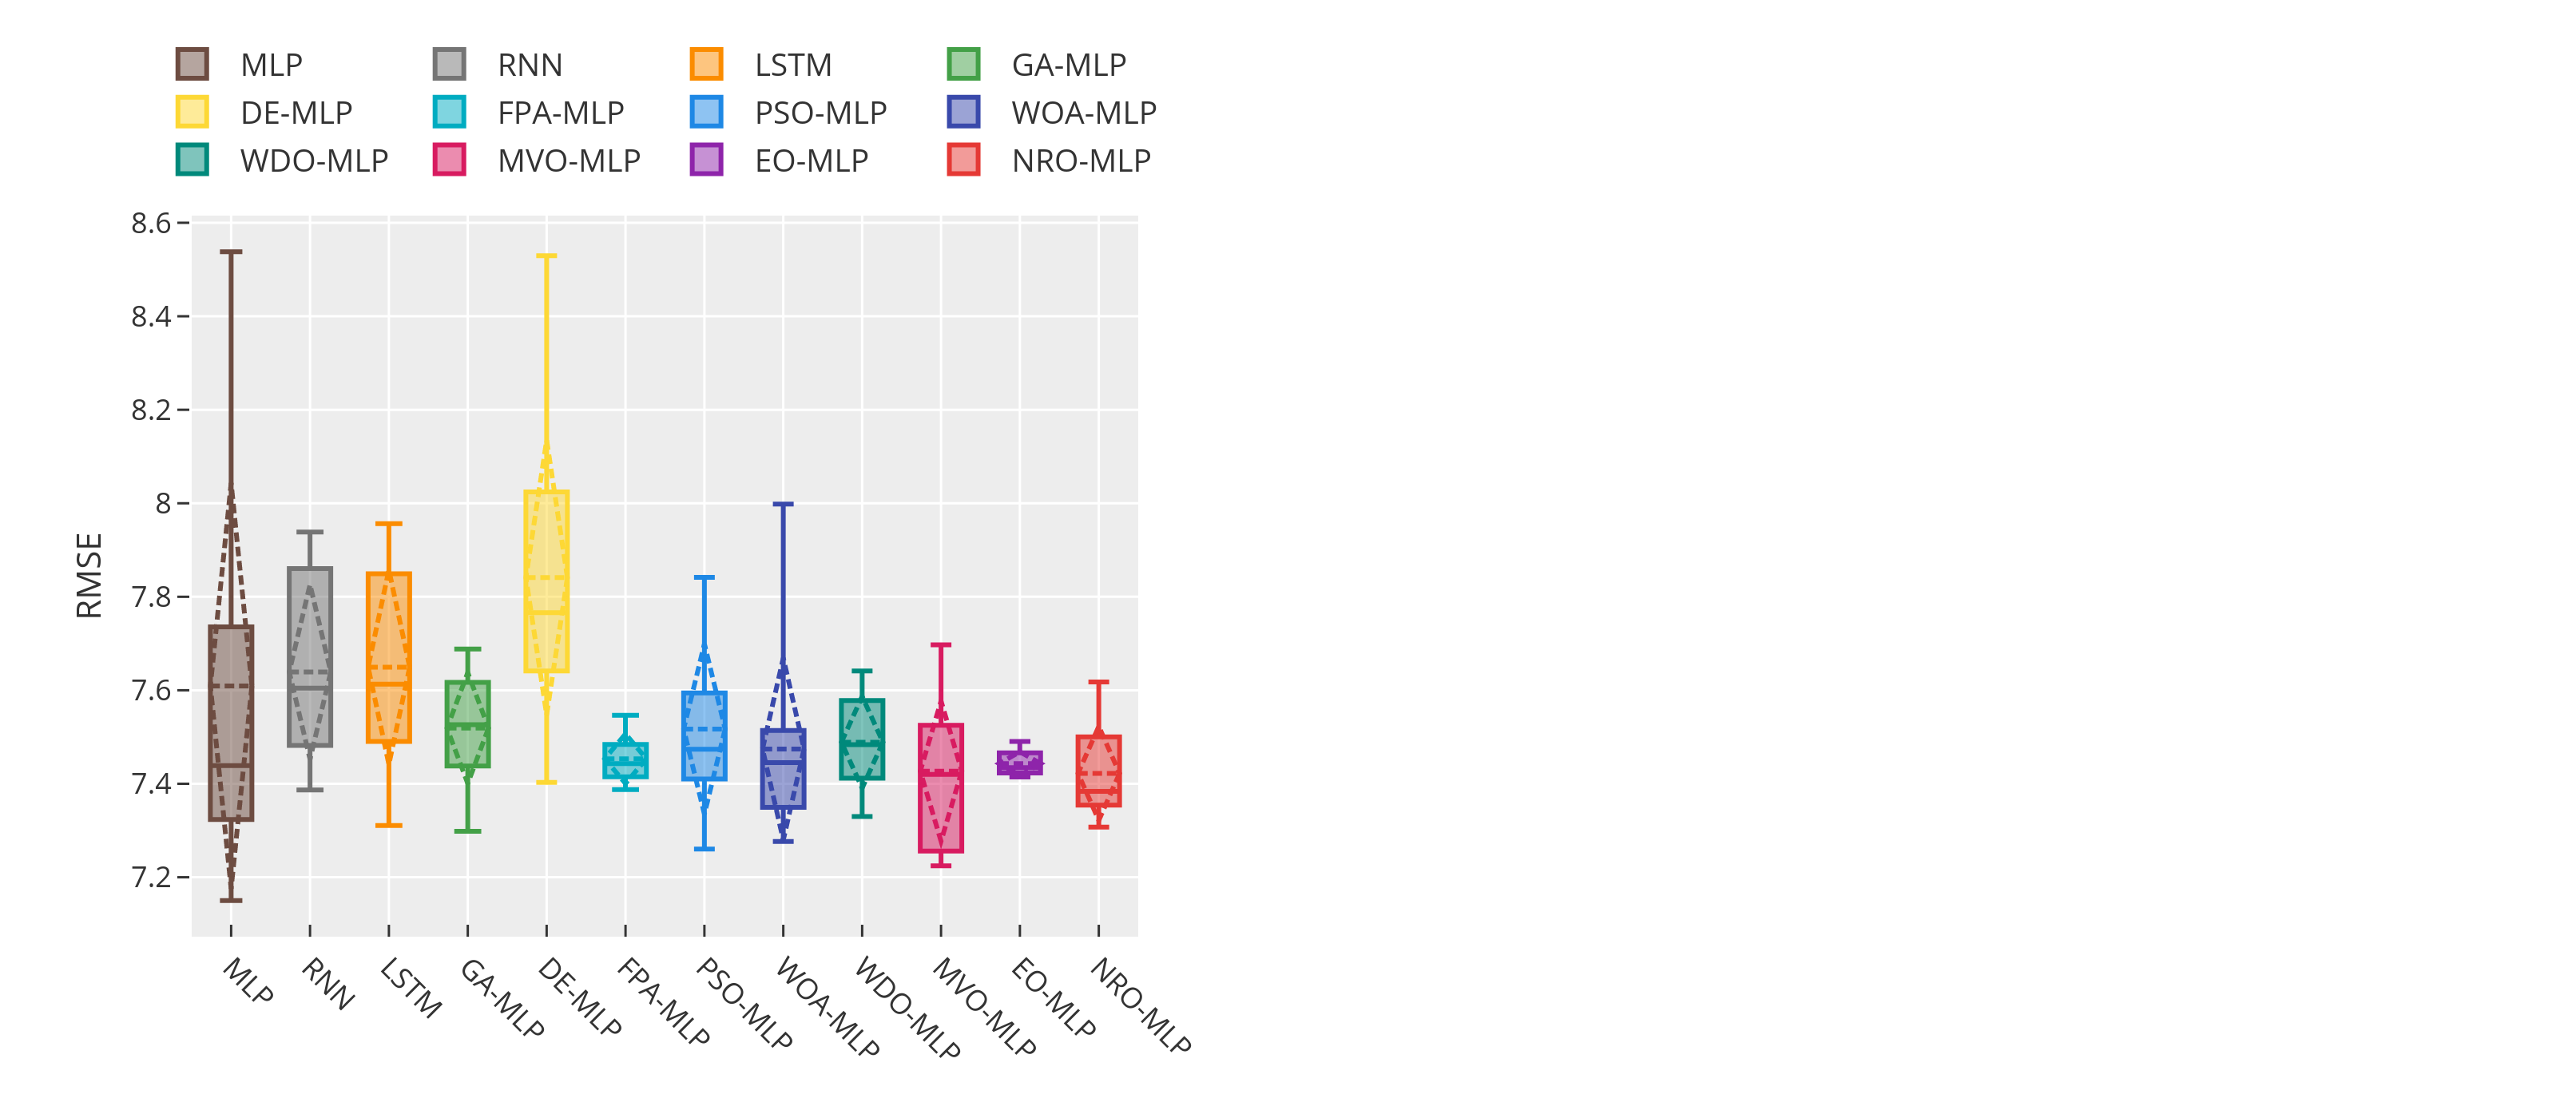 MLP RNN LSTM GA-MLP
DE-MLP FPA-MLP PSO-MLP WOA-MLP
WDO-MLP MVO-MLP EO-MLP NRO-MLP
8.6
8.4
8.2
8
7.8
7.6
7.4
7.2
RMSE
MLP RNN LSTM GA-MLP DE-MLP FPA-MLP PSO-MLP WOA-MLP WDO-MLP MVO-MLP EO-MLP NRO-MLP